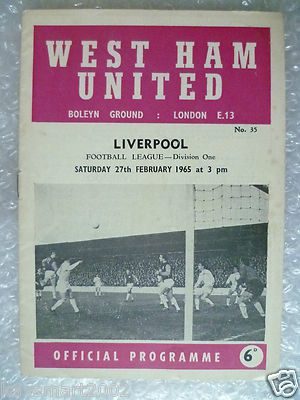 WEST HAM
UNITED
BOLEYN GROUND : LONDON E.13
No. 35
LIVERPOOL
FOOTBALL LEAGUE—Division One
SATURDAY 27th FEBRUARY 1965 at 3 pm
OFFICIAL PROGRAMME 6D